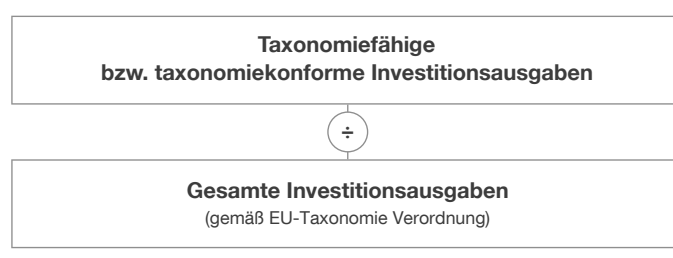 Taxonomiefähige
bzw. taxonomiekonforme Investitionsausgaben
÷
Gesamte Investitionsausgaben
(gemäß EU-Taxonomie Verordnung)